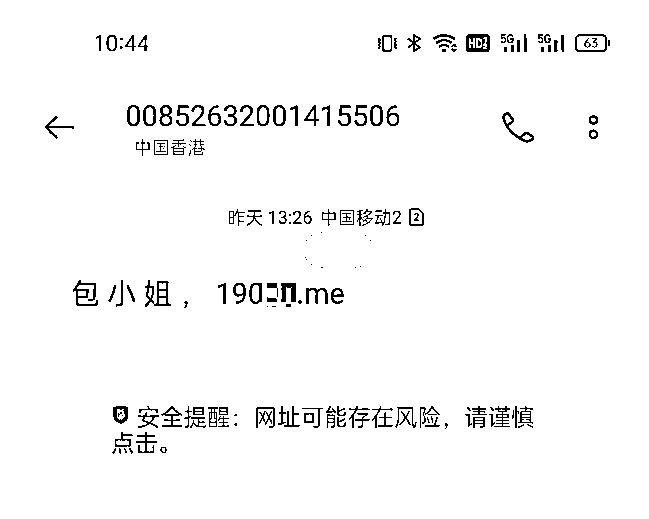 10:44 HD2 5G 5G 63
00852632001415506
中国香港
昨天 13:26 中国移动2 2
包小姐，190.me
安全提醒：网址可能存在风险，请谨慎
点击。